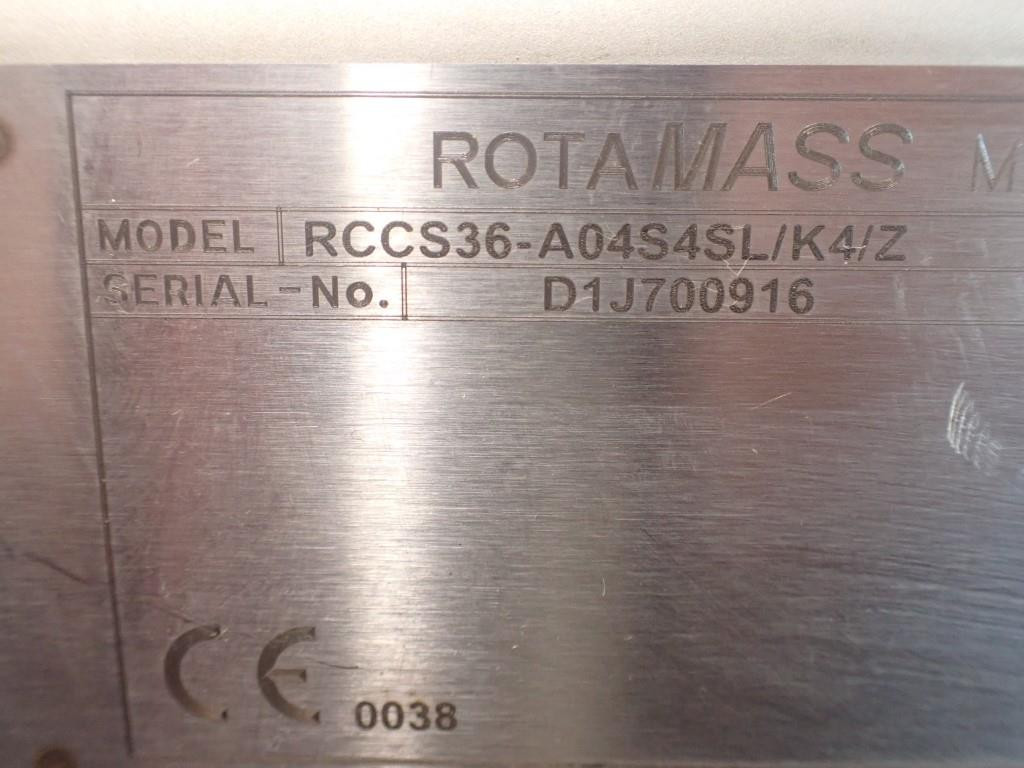 ROTAMASS M
MODEL RCCS36-A04S4SL/K4/Z
SERIAL-No. D1J700916
CE 0038